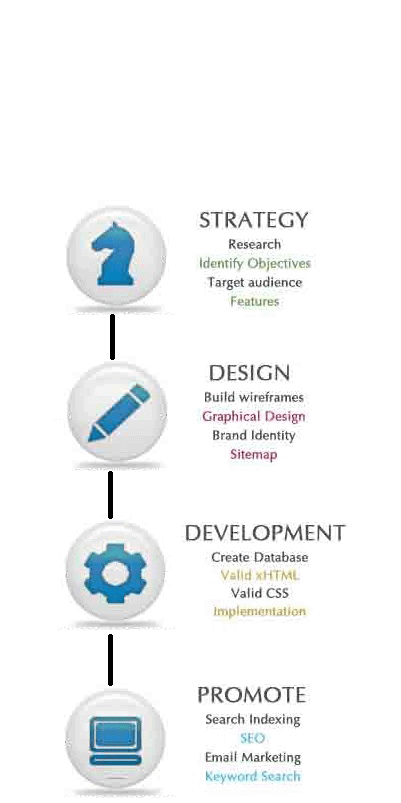 STRATEGY
Research
Identify Objectives
Target audience
Features
DESIGN
Build wireframes
Graphical Design
Brand Identity
Sitemap
DEVELOPMENT
Create Database
Valid xHTML
Valid CSS
Implementation
PROMOTE
Search Indexing
SEO
Email Marketing
Keyword Search